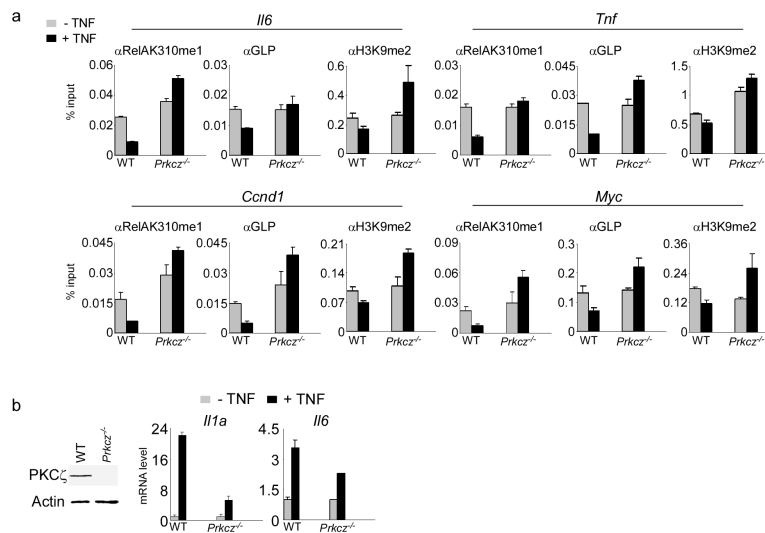 a
- TNF
+ TNF
Il6
Tnf
αRelAK310me1
αGLP
αH3K9me2
αRelAK310me1
αGLP
αH3K9me2
% input
0.06
0.04
0.02
0
WT
Prkcz-/-
0.03
0.02
0.01
0
WT
Prkcz-/-
0.6
0.4
0.2
0
WT
Prkcz-/-
0.03
0.02
0.01
0
WT
Prkcz-/-
0.06
0.04
0.02
0
WT
Prkcz-/-
1.5
1.0
0.5
0
WT
Prkcz-/-
Ccnd1
Myc
αRelAK310me1
αGLP
αH3K9me2
αRelAK310me1
αGLP
αH3K9me2
% input
0.045
0.03
0.015
0
WT
Prkcz-/-
0.045
0.03
0.015
0
WT
Prkcz-/-
0.21
0.14
0.07
0
WT
Prkcz-/-
0.09
0.06
0.03
0
WT
Prkcz-/-
0.3
0.2
0.1
0
WT
Prkcz-/-
0.36
0.24
0.12
0
WT
Prkcz-/-
b
WT
Prkcz-/-
PKCζ
Actin
- TNF
+ TNF
Il1a
Il6
mRNA level
24
16
8
0
WT
Prkcz-/-
4.5
3
1.5
0
WT
Prkcz-/-